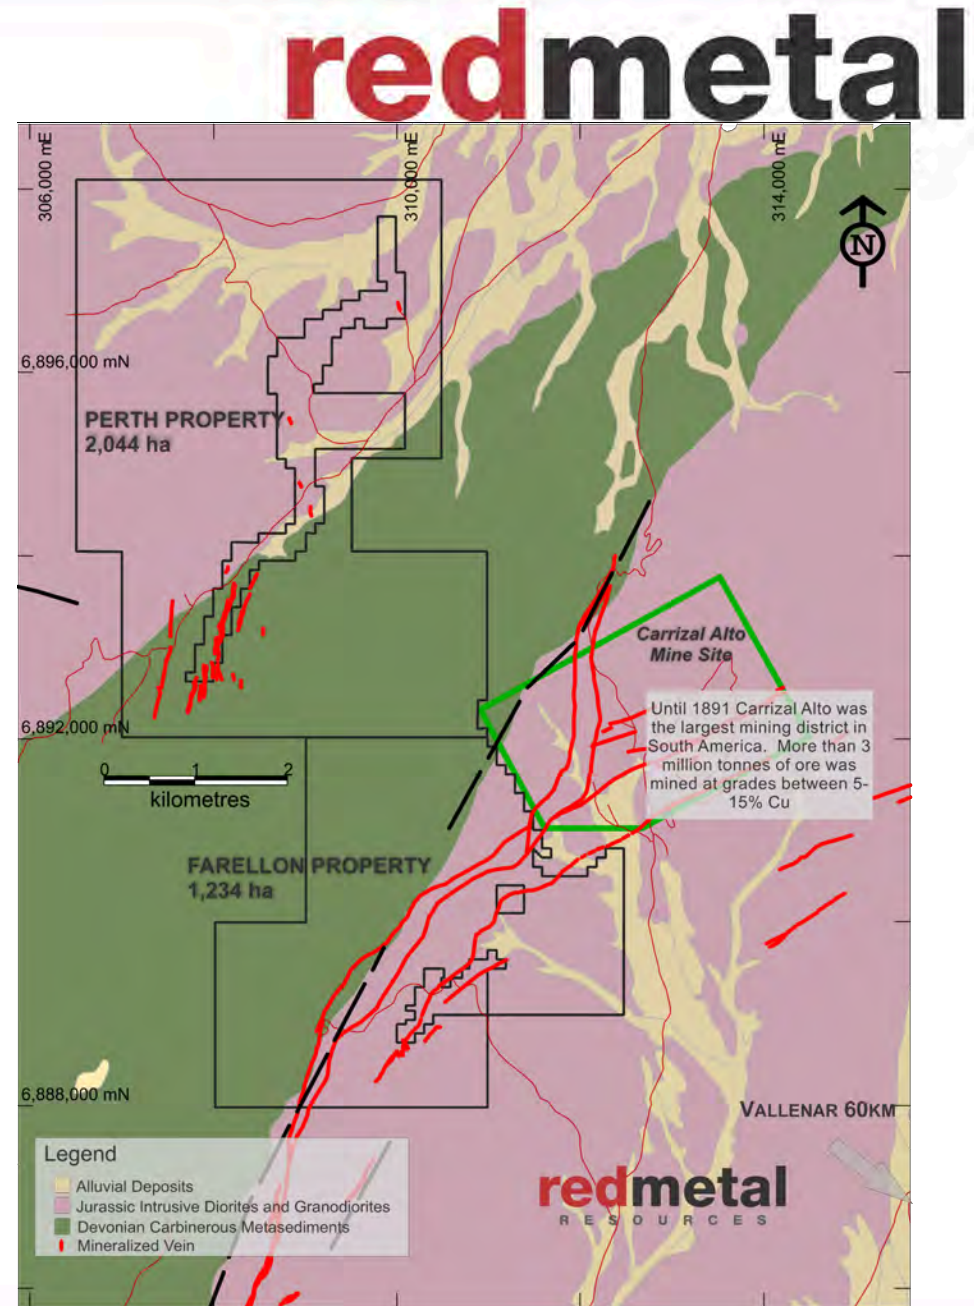 redmetal
306,000 mE
310,000 mE
314,000 mE
N
6,896,000 mN
PERTH PROPERTY
2,044 ha
Carrizal Alto
Mine Site
Until 1891 Carrizal Alto was
the largest mining district in
South America. More than 3
million tonnes of ore was
mined at grades between 5-
15% Cu
6,892,000 mN
0 1 2
kilometres
FARELLON PROPERTY
1,234 ha
6,888,000 mN
VALLENAR 60KM
Legend
Alluvial Deposits
Jurassic Intrusive Diorites and Granodiorites
Devonian Carbinerous Metasediments
Mineralized Vein
redmetal
RESOURCES